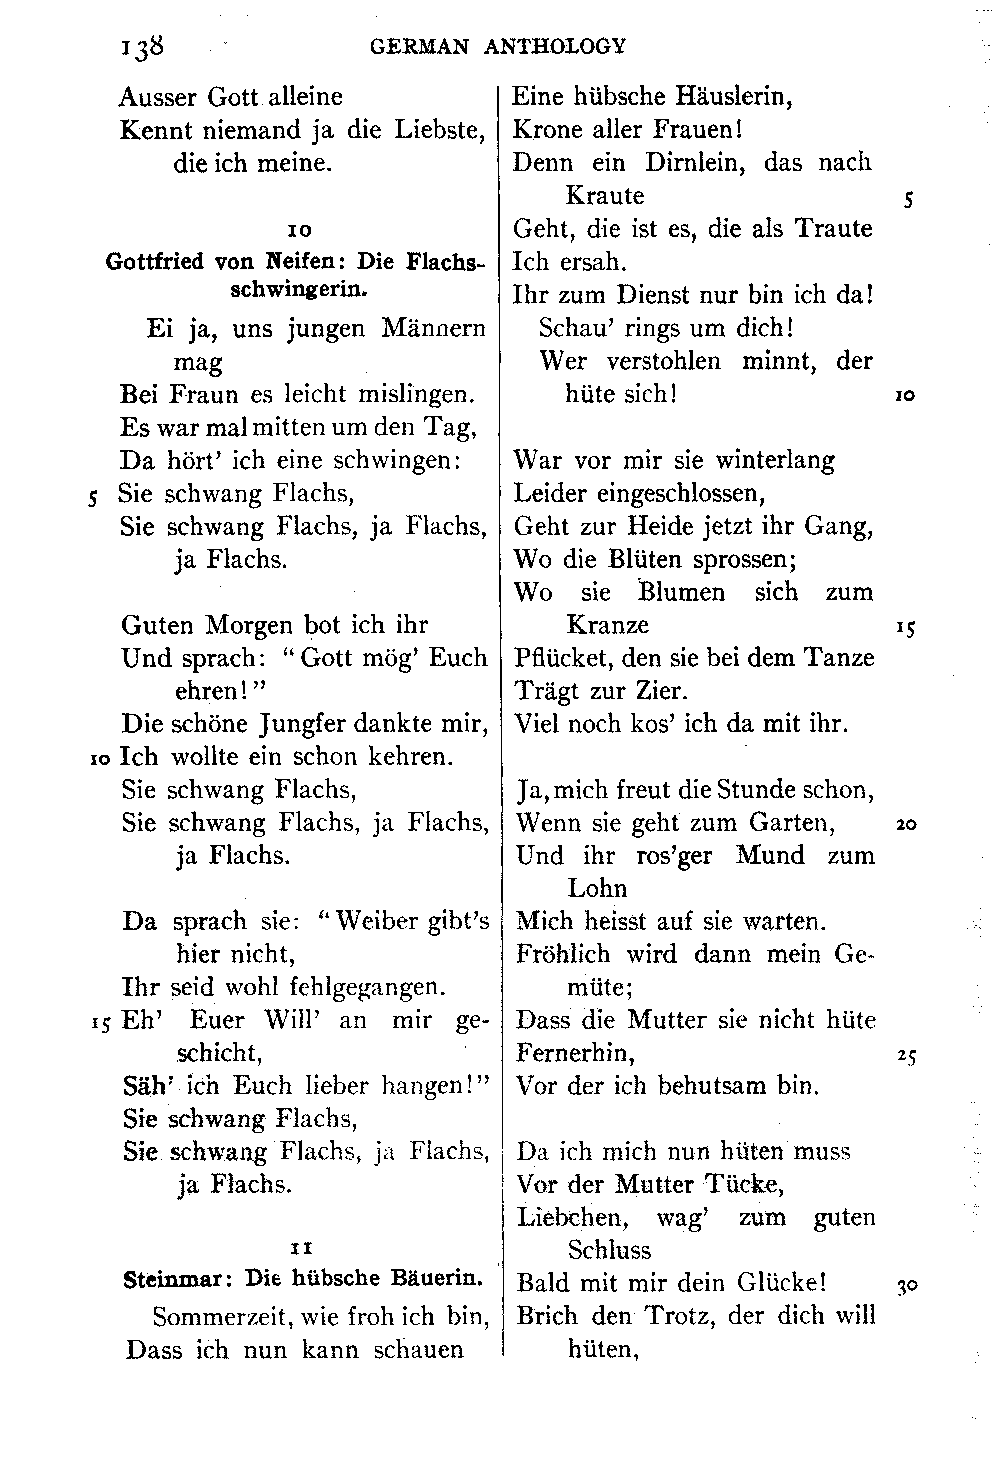 138 GERMAN ANTHOLOGY
Ausser Gott alleine
Kennt niemand ja die Liebste,
die ich meine.
10
Gottfried von Neifen: Die Flachs-
schwingerin.
Ei ja, uns jungen Männern
mag
Bei Fraun es leicht mislingen.
Es war mal mitten um den Tag,
Da hört' ich eine schwingen:
5 Sie schwang Flachs,
Sie schwang Flachs, ja Flachs,
ja Flachs.
Guten Morgen bot ich ihr
Und sprach: “Gott mög' Euch
ehren!”
Die schöne Jungfer dankte mir,
10 Ich wollte ein schon kehren.
Sie schwang Flachs,
Sie schwang Flachs, ja Flachs,
ja Flachs.
Da sprach sie: “Weiber gibt's
hier nicht,
Ihr seid wohl fehlgegangen.
15 Eh' Euer Will' an mir ge-
schicht,
Säh' ich Euch lieber hangen!”
Sie schwang Flachs,
Sie schwang Flachs, ja Flachs,
ja Flachs.
11
Steinmar: Die hübsche Bäuerin.
Sommerzeit, wie froh ich bin,
Dass ich nun kann schauen
Eine hübsche Häuslerin,
Krone aller Frauen!
Denn ein Dirnlein, das nach
Kraute 5
Geht, die ist es, die als Traute
Ich ersah.
Ihr zum Dienst nur bin ich da!
Schau' rings um dich!
Wer verstohlen minnt, der
hüte sich! 10
War vor mir sie winterlang
Leider eingeschlossen,
Geht zur Heide jetzt ihr Gang,
Wo die Blüten sprossen;
Wo sie Blumen sich zum
Kranze 15
Pflücket, den sie bei dem Tanze
Trägt zur Zier.
Viel noch kos' ich da mit ihr.
Ja, mich freut die Stunde schon,
Wenn sie geht zum Garten, 20
Und ihr ros'ger Mund zum
Lohn
Mich heisst auf sie warten.
Fröhlich wird dann mein Ge-
müte;
Dass die Mutter sie nicht hüte
Fernerhin, 25
Vor der ich behutsam bin.
Da ich mich nun hüten muss
Vor der Mutter Tücke,
Liebchen, wag' zum guten
Schluss
Bald mit mir dein Glücke! 30
Brich den Trotz, der dich will
hüten,